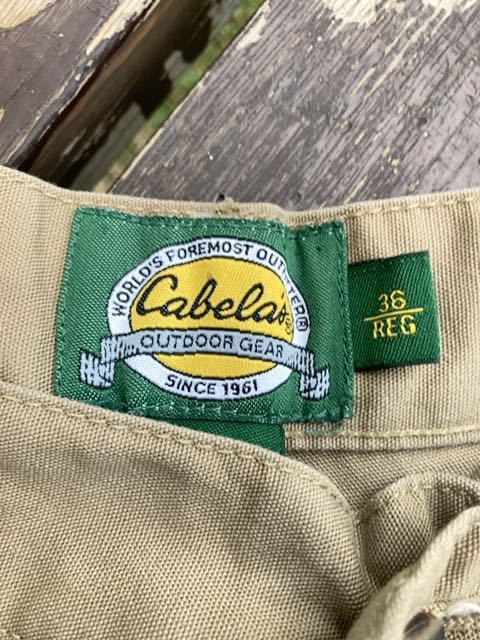 WORLD'S FOREMOST OUTFITTER®
Cabela's®
OUTDOOR GEAR
SINCE 1961
36
REG